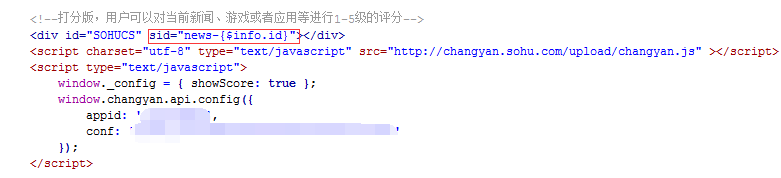 <!--打分版，用户可以对当前新闻、游戏或者应用等进行1-5级的评分-->
<div id="SOHUCS" sid="news-{$info.id}"></div>
<script charset="utf-8" type="text/javascript" src="http://changyan.sohu.com/upload/changyan.js" ></script>
<script type="text/javascript">
window._config = { showScore: true };
window.changyan.api.config({
appid: '',
conf: ''
});
</script>